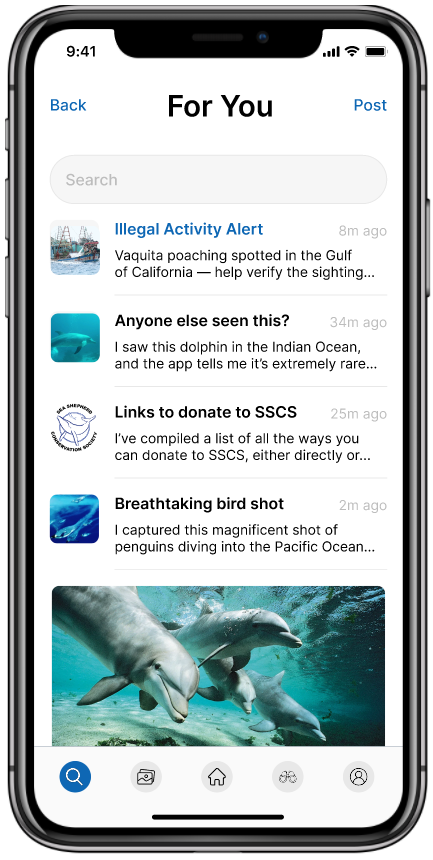 9:41
Back
For You
Post
Search
Illegal Activity Alert
8m ago
Vaquita poaching spotted in the Gulf
of California — help verify the sighting...
Anyone else seen this?
34m ago
I saw this dolphin in the Indian Ocean,
and the app tells me it’s extremely rare...
SEA SHEPHERD
CONSERVATION SOCIETY
Links to donate to SSCS
25m ago
I’ve compiled a list of all the ways you
can donate to SSCS, either directly or...
Breathtaking bird shot
2m ago
I captured this magnificent shot of
penguins diving into the Pacific Ocean...